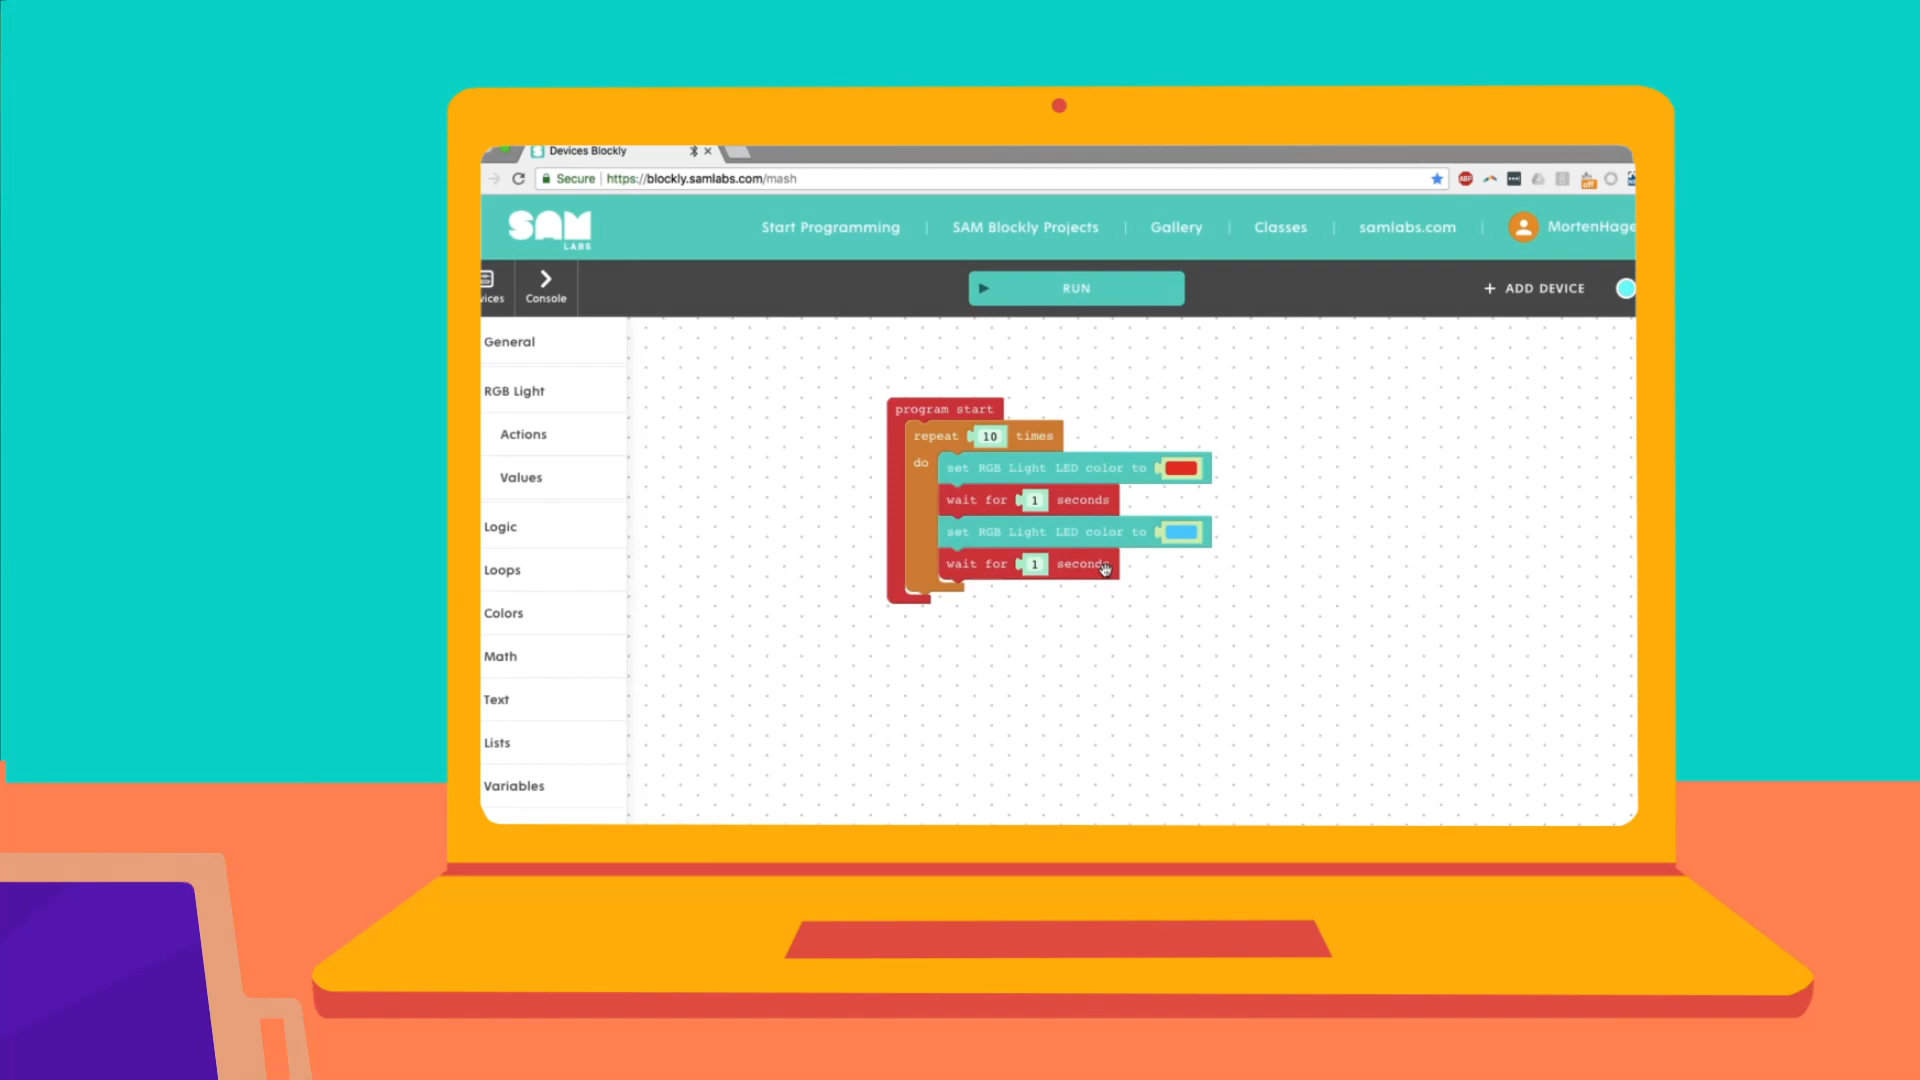 Devices Blockly
Secure https://blockly.samlabs.com/mash
ABP
off
SAM
LABS
Start Programming | SAM Blockly Projects | Gallery | Classes | samlabs.com | MortenHage
vices
Console
RUN
+ ADD DEVICE
General
RGB Light
Actions
Values
Logic
Loops
Colors
Math
Text
Lists
Variables
program start
repeat 10 times
do
set RGB Light LED color to
wait for 1 seconds
set RGB Light LED color to
wait for 1 seconds